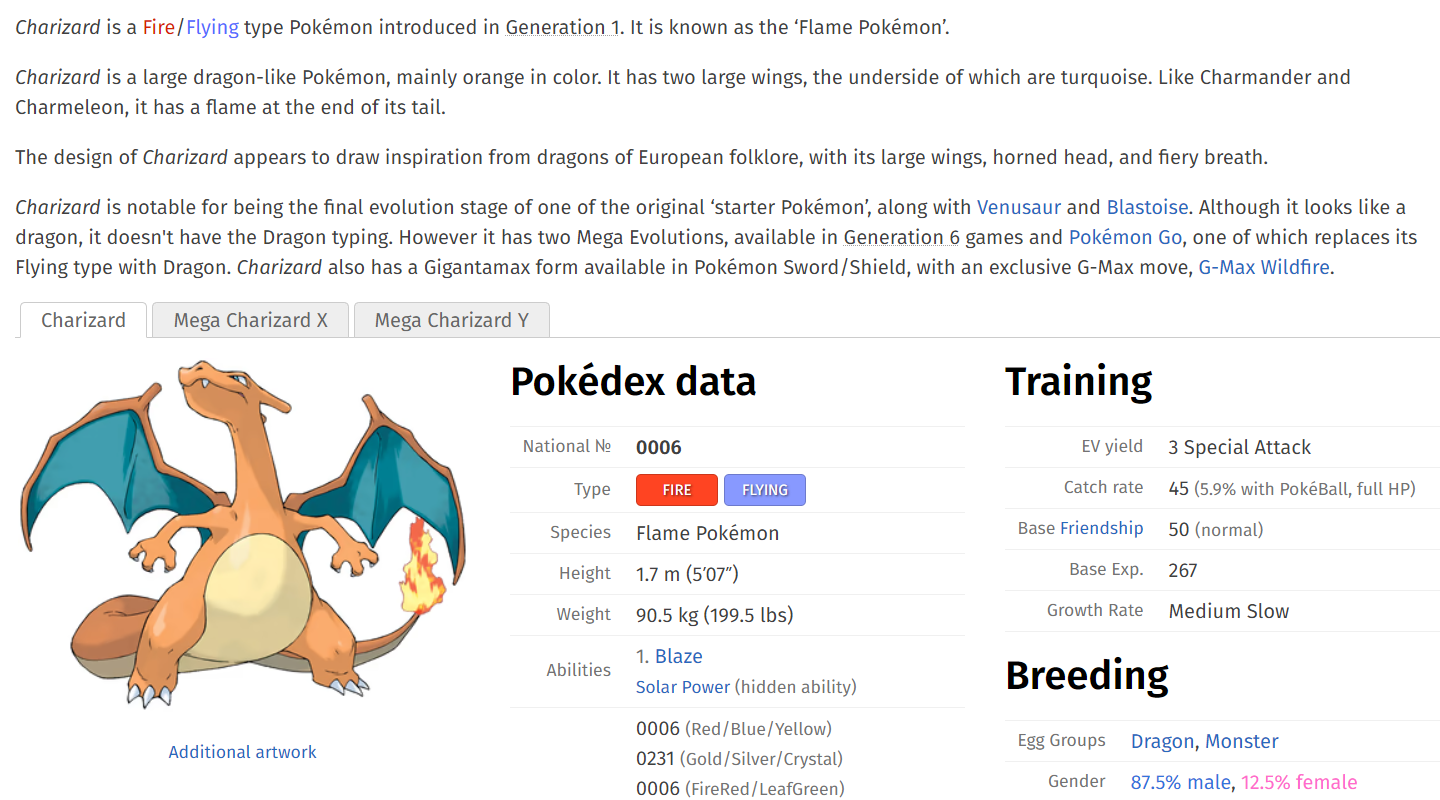 Charizard is a Fire/Flying type Pokémon introduced in Generation 1. It is known as the ‘Flame Pokémon’.
Charizard is a large dragon-like Pokémon, mainly orange in color. It has two large wings, the underside of which are turquoise. Like Charmander and
Charmeleon, it has a flame at the end of its tail.
The design of Charizard appears to draw inspiration from dragons of European folklore, with its large wings, horned head, and fiery breath.
Charizard is notable for being the final evolution stage of one of the original ‘starter Pokémon’, along with Venusaur and Blastoise. Although it looks like a
dragon, it doesn't have the Dragon typing. However it has two Mega Evolutions, available in Generation 6 games and Pokémon Go, one of which replaces its
Flying type with Dragon. Charizard also has a Gigantamax form available in Pokémon Sword/Shield, with an exclusive G-Max move, G-Max Wildfire.
Charizard Mega Charizard X Mega Charizard Y
Additional artwork
Pokédex data
National № 0006
Type FIRE FLYING
Species Flame Pokémon
Height 1.7 m (5′07″)
Weight 90.5 kg (199.5 lbs)
Abilities 1. Blaze
Solar Power (hidden ability)
0006 (Red/Blue/Yellow)
0231 (Gold/Silver/Crystal)
0006 (FireRed/LeafGreen)
Training
EV yield 3 Special Attack
Catch rate 45 (5.9% with PokéBall, full HP)
Base Friendship 50 (normal)
Base Exp. 267
Growth Rate Medium Slow
Breeding
Egg Groups Dragon, Monster
Gender 87.5% male, 12.5% female